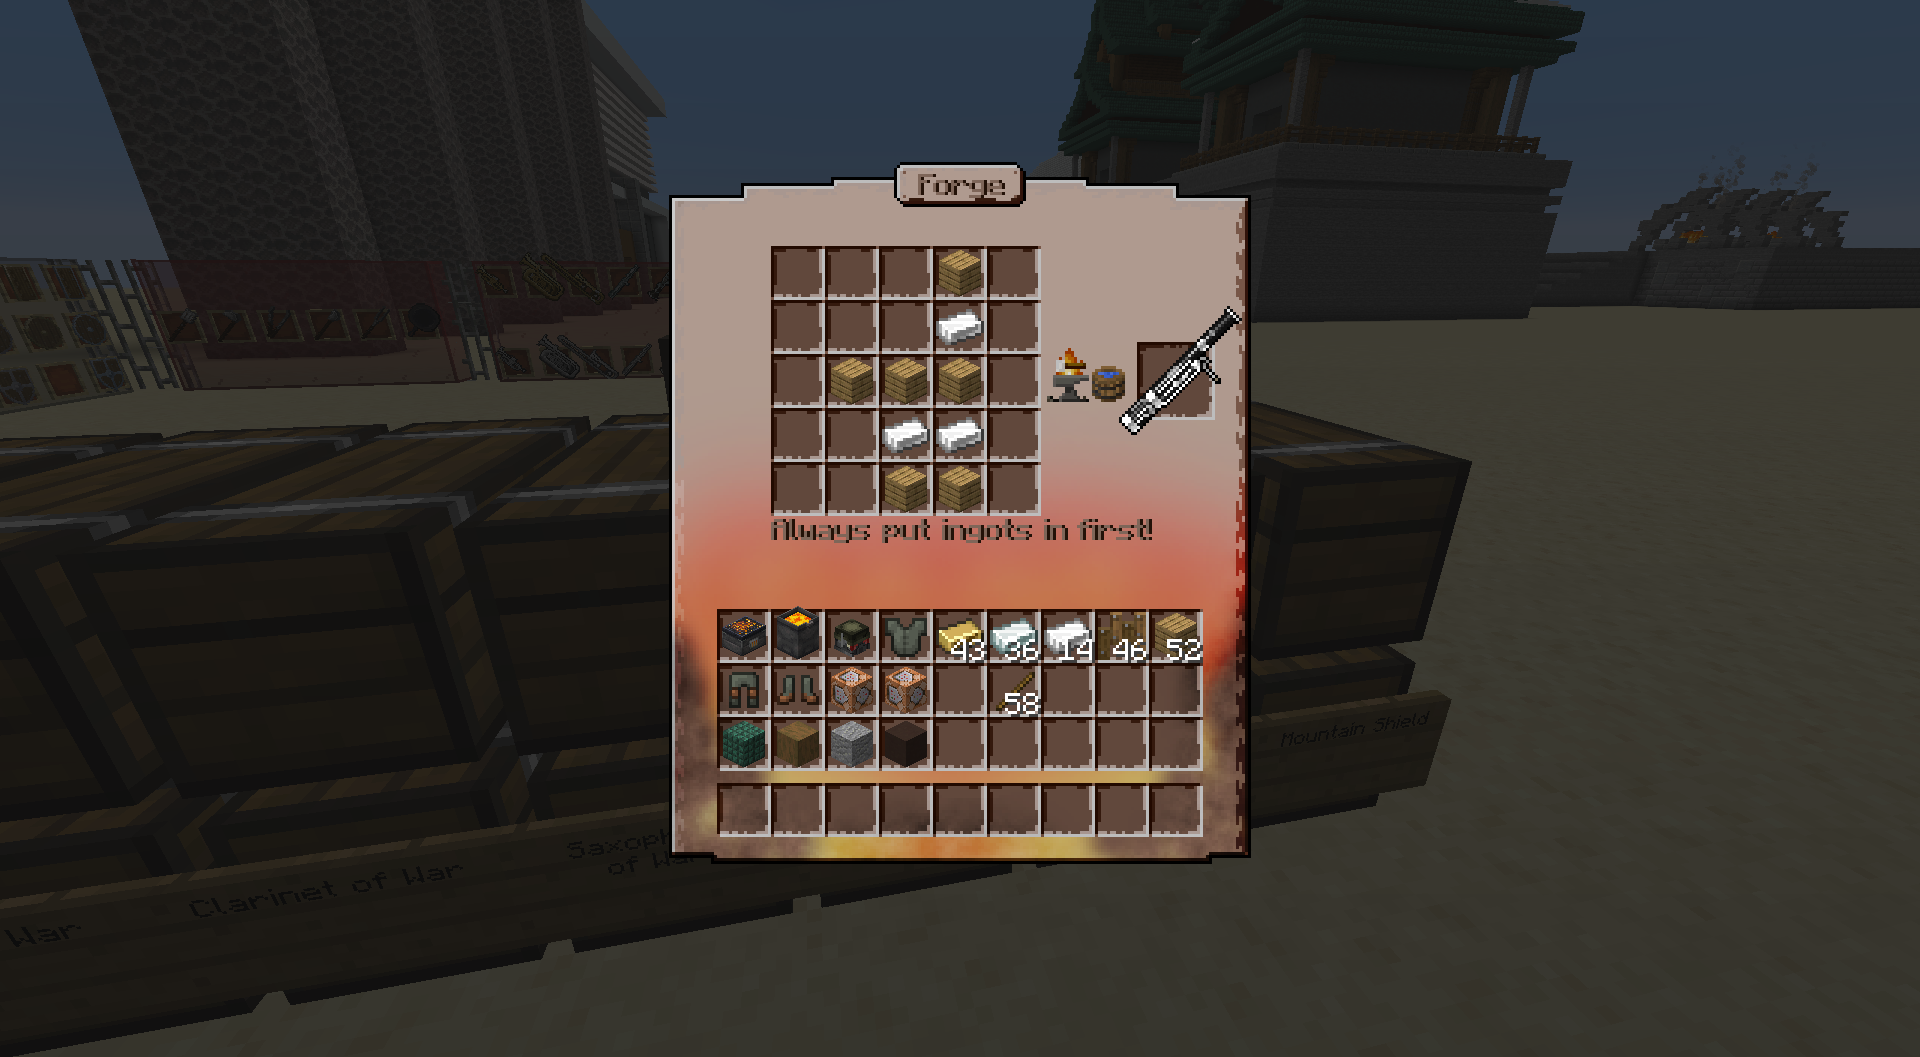 Forge
Always put ingots in first!
43 36 14 46 52
58
Mountain Shield
Saxoph
of Wa
Clarinet of War
War